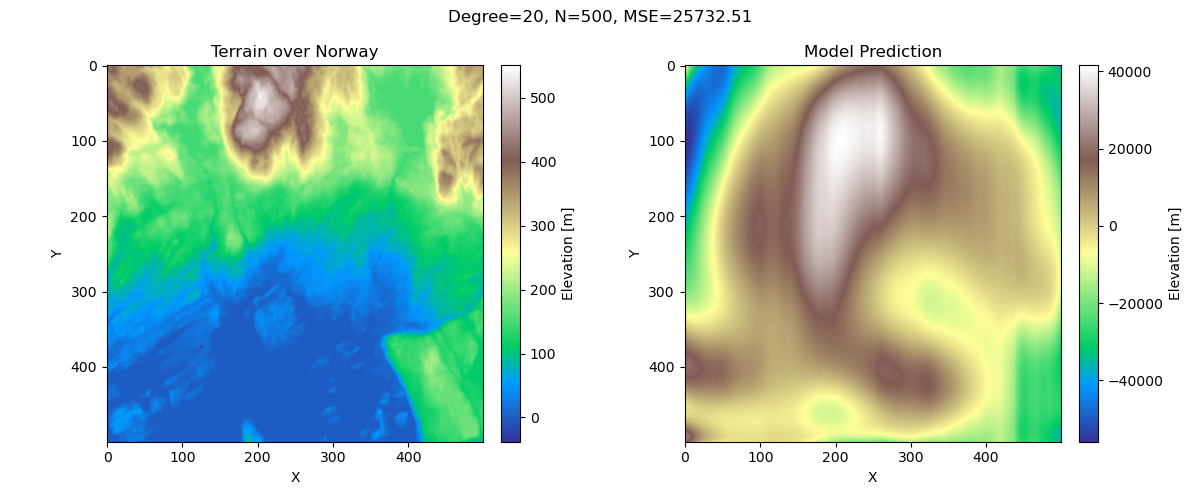 Degree=20, N=500, MSE=25732.51
Terrain over Norway
0
100
200
300
400
Y
0 100 200 300 400
X
500
400
300
200
100
0
Elevation [m]
Model Prediction
0
100
200
300
400
Y
0 100 200 300 400
X
40000
20000
0
−20000
−40000
Elevation [m]